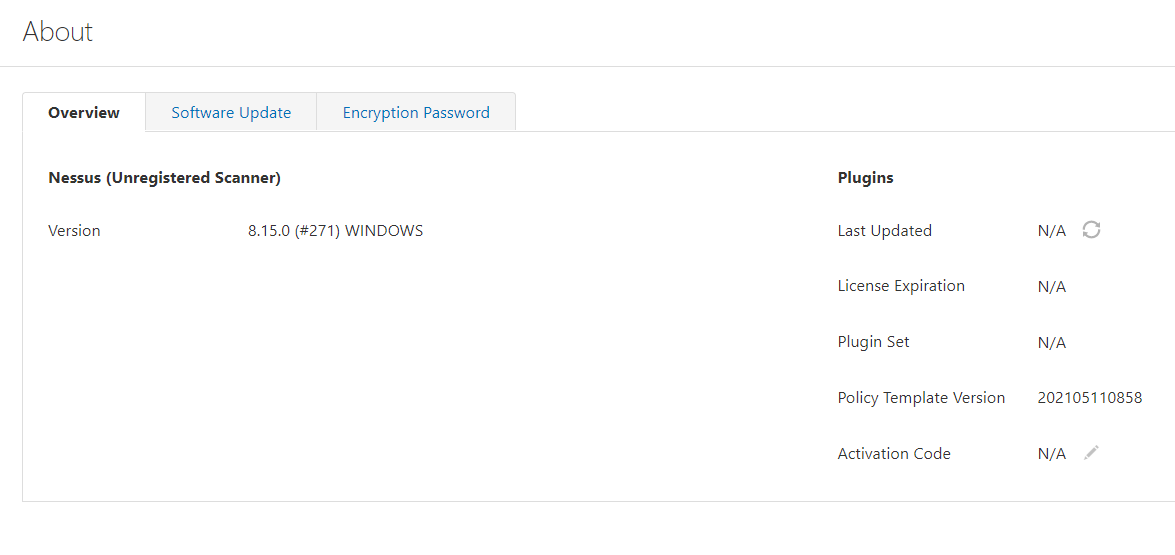 About
Overview Software Update Encryption Password
Nessus (Unregistered Scanner)
Version 8.15.0 (#271) WINDOWS
Plugins
Last Updated N/A
License Expiration N/A
Plugin Set N/A
Policy Template Version 202105110858
Activation Code N/A